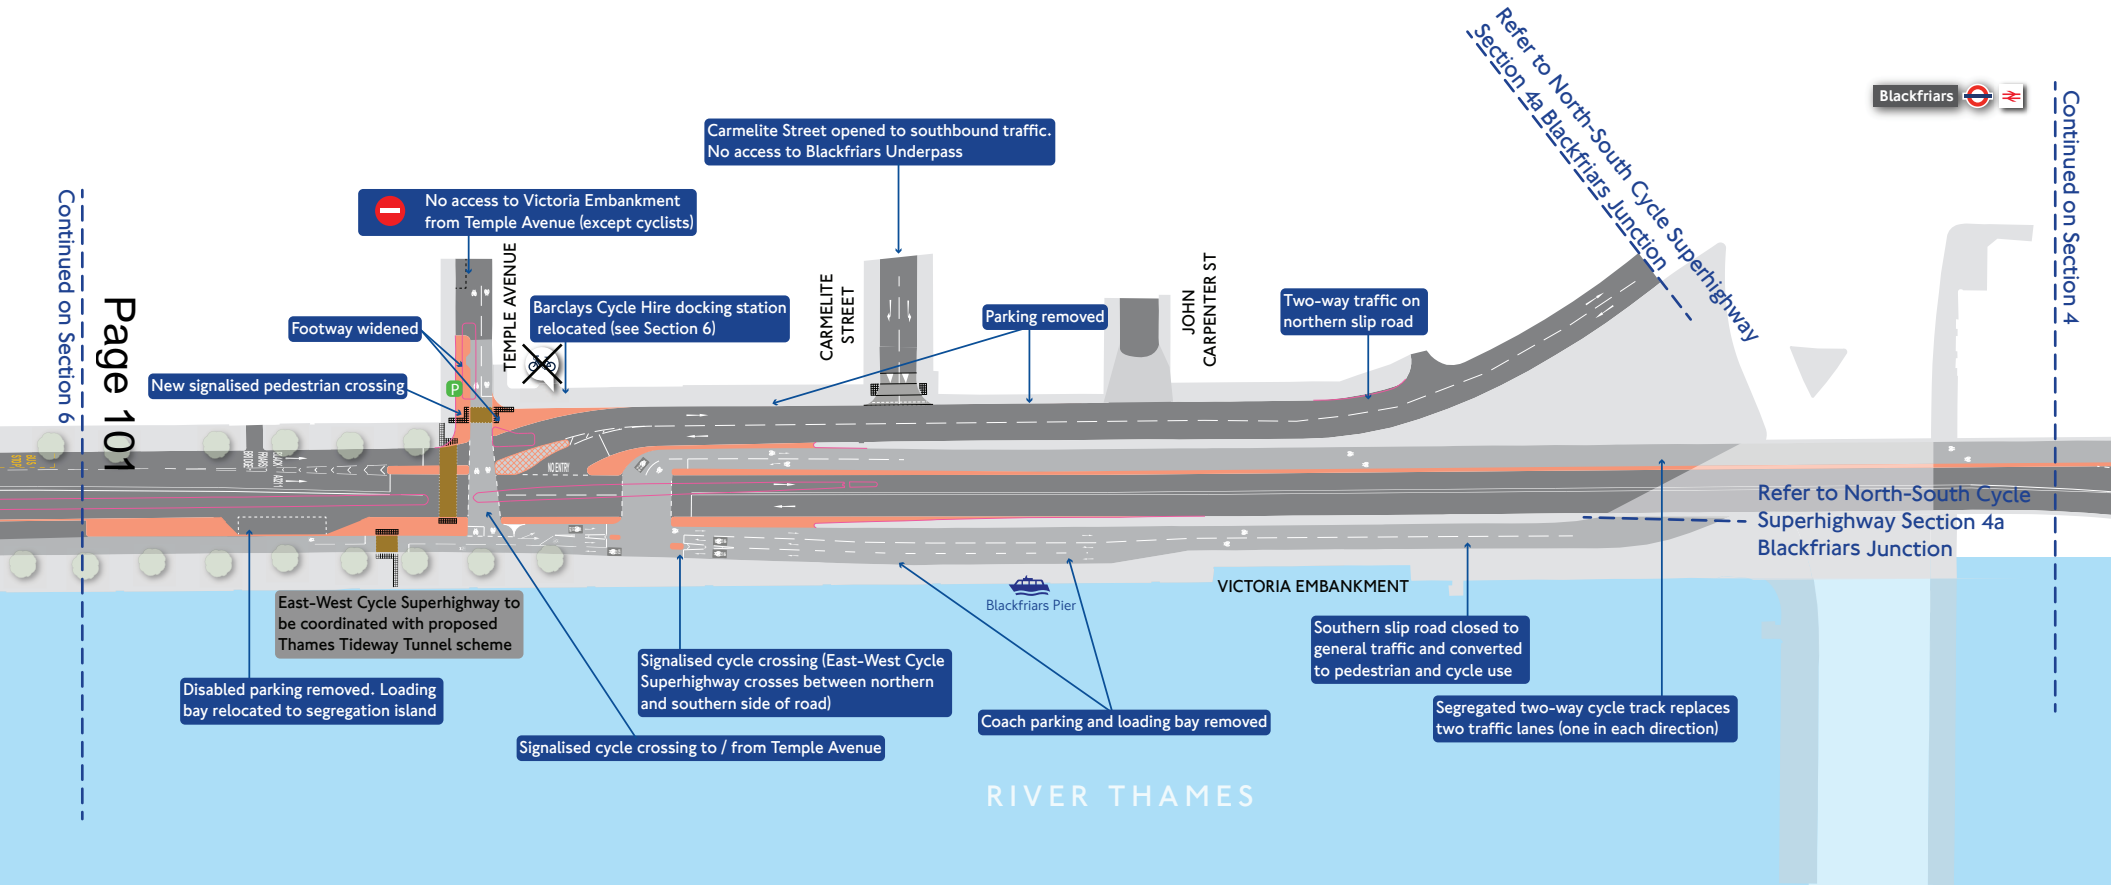 Refer to North-South Cycle Superhighway
Section 4a Blackfriars Junction
Blackfriars
Continued on Section 4
Continued on Section 6
Page 101
Carmelite Street opened to southbound traffic.
No access to Blackfriars Underpass
No access to Victoria Embankment
from Temple Avenue (except cyclists)
TEMPLE AVENUE
CARMELITE
STREET
JOHN
CARPENTER ST
Barclays Cycle Hire docking station
relocated (see Section 6)
Parking removed
Two-way traffic on
northern slip road
Footway widened
New signalised pedestrian crossing
P
BUS
STOP
NO ENTRY
Refer to North-South Cycle
Superhighway Section 4a
Blackfriars Junction
Blackfriars Pier
VICTORIA EMBANKMENT
East-West Cycle Superhighway to
be coordinated with proposed
Thames Tideway Tunnel scheme
Southern slip road closed to
general traffic and converted
to pedestrian and cycle use
Signalised cycle crossing (East-West Cycle
Superhighway crosses between northern
and southern side of road)
Disabled parking removed. Loading
bay relocated to segregation island
Coach parking and loading bay removed
Segregated two-way cycle track replaces
two traffic lanes (one in each direction)
Signalised cycle crossing to / from Temple Avenue
RIVER THAMES